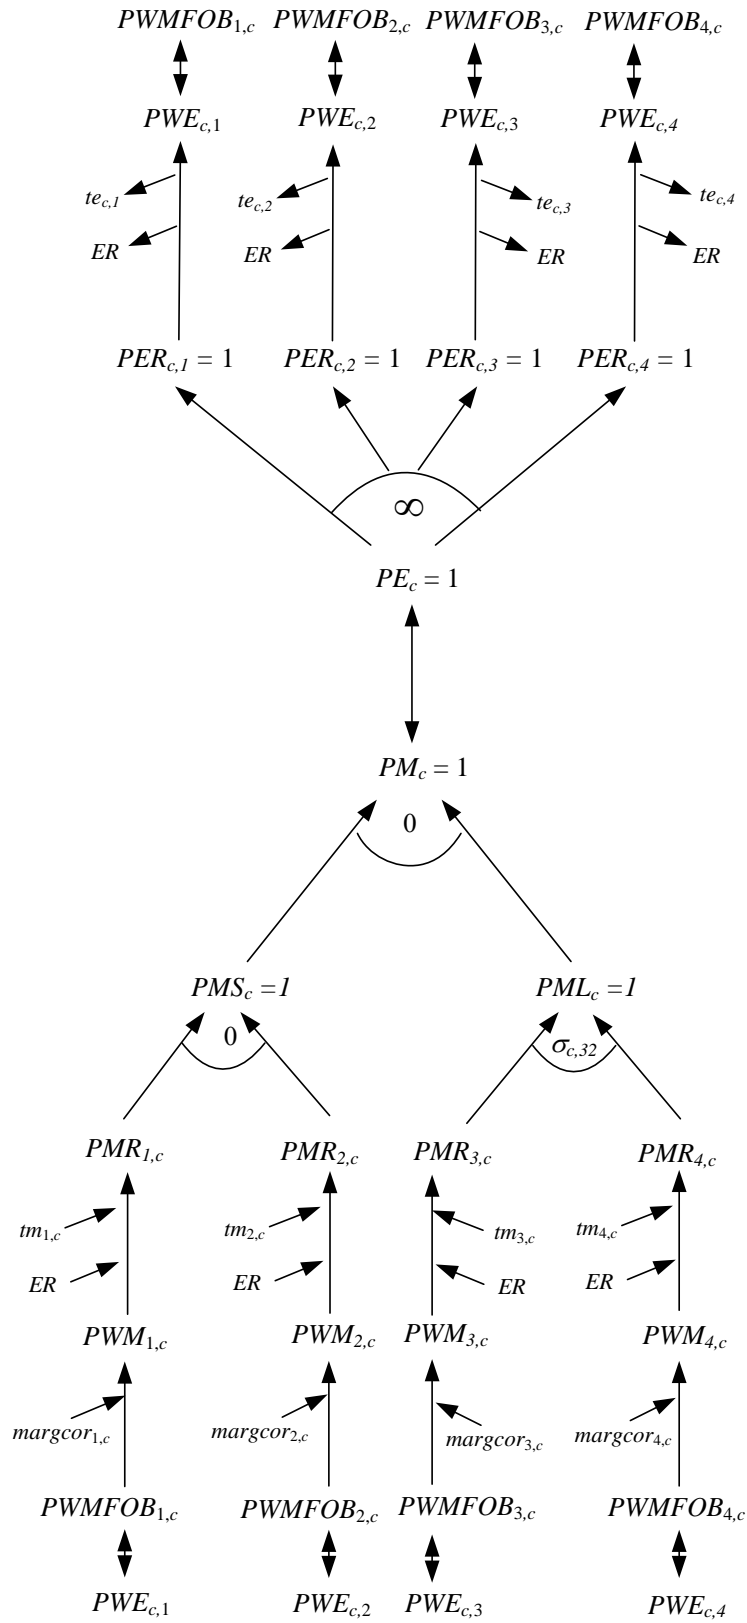 PWMFOB1,c PWMFOB2,c PWMFOB3,c PWMFOB4,c
PWEc,1 PWEc,2 PWEc,3 PWEc,4
tec,1 tec,2 tec,3 tec,4
ER ER ER ER
PERc,1 = 1 PERc,2 = 1 PERc,3 = 1 PERc,4 = 1
∞
PEc = 1
PMc = 1
0
PMSc =1 PMLc =1
0 σc,32
PMR1,c PMR2,c PMR3,c PMR4,c
tm1,c tm2,c tm3,c tm4,c
ER ER ER ER
PWM1,c PWM2,c PWM3,c PWM4,c
margcor1,c margcor2,c margcor3,c margcor4,c
PWMFOB1,c PWMFOB2,c PWMFOB3,c PWMFOB4,c
PWEc,1 PWEc,2 PWEc,3 PWEc,4